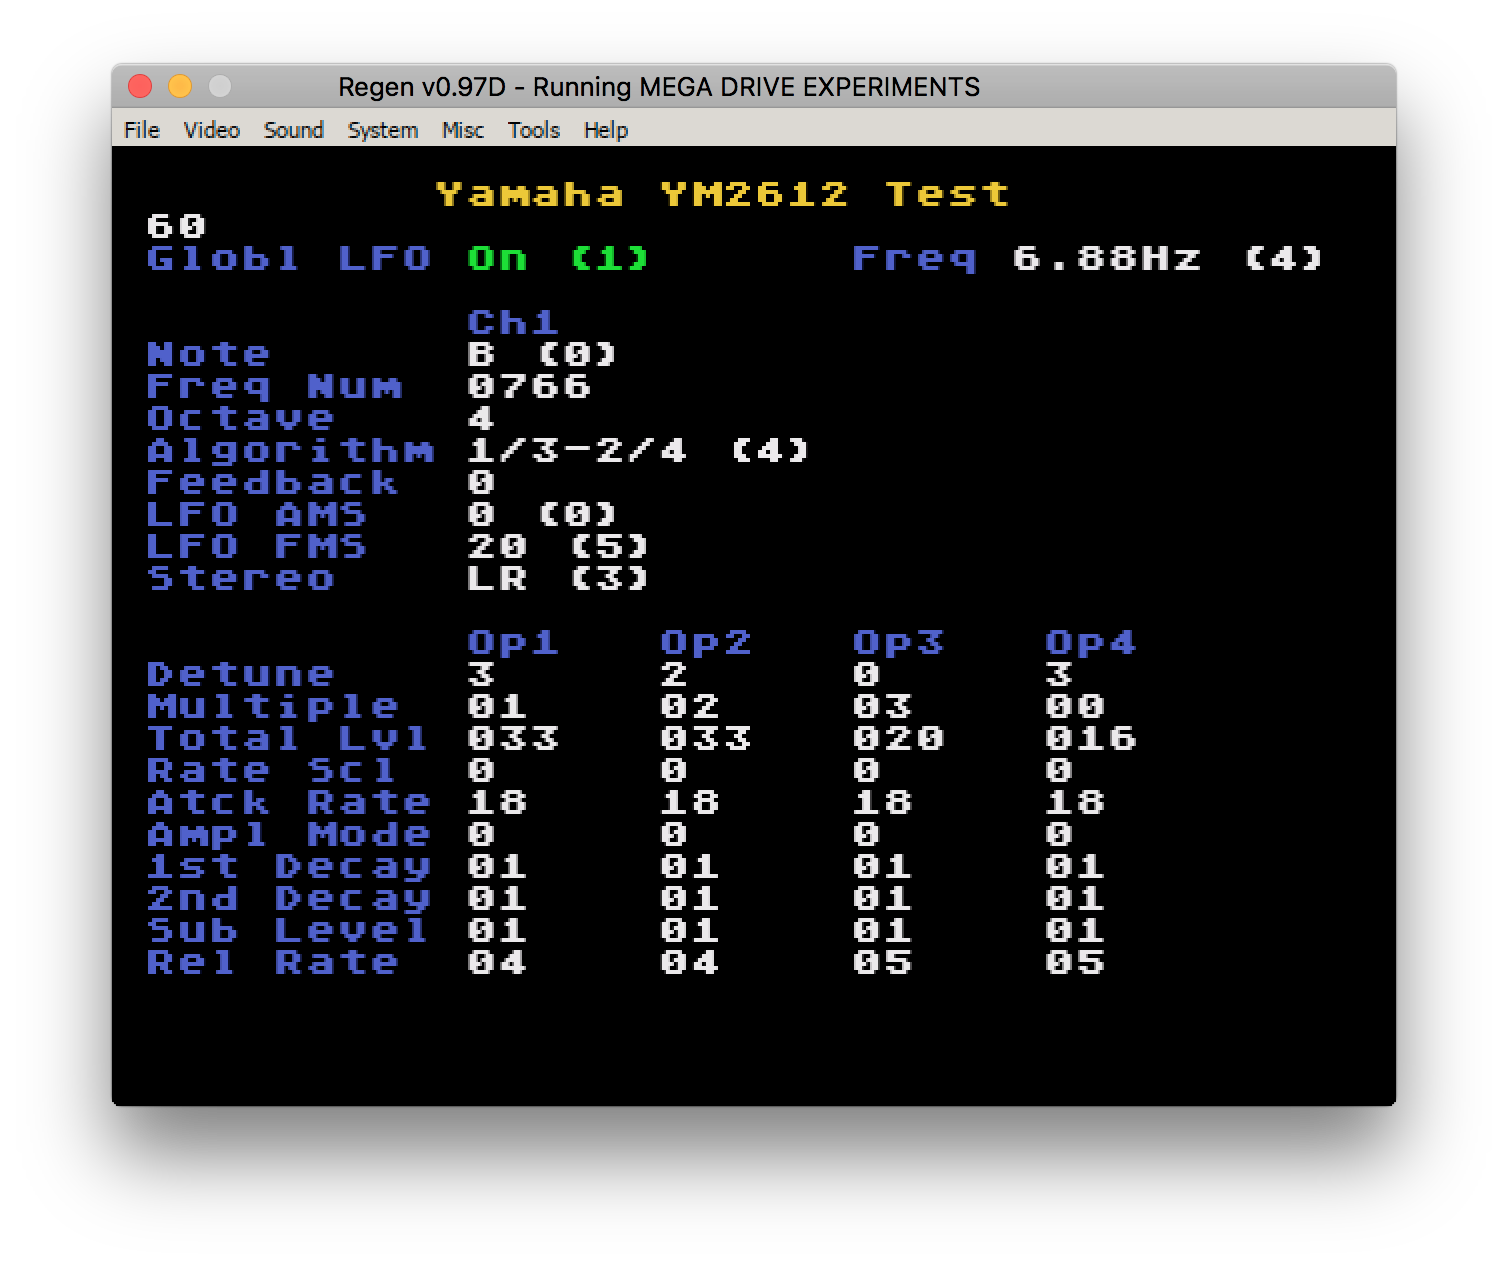 Regen v0.97D - Running MEGA DRIVE EXPERIMENTS
File Video Sound System Misc Tools Help
Yamaha YM2612 Test
60
Globl LFO On (1) Freq 6.88Hz (4)
Ch1
Note B (0)
Freq Num 0766
Octave 4
Algorithm 1/3-2/4 (4)
Feedback 0
LFO AMS 0 (0)
LFO FMS 20 (5)
Stereo LR (3)
Op1 Op2 Op3 Op4
Detune 3 2 0 3
Multiple 01 02 03 00
Total Lvl 033 033 020 016
Rate Scl 0 0 0 0
Atck Rate 18 18 18 18
Ampl Mode 0 0 0 0
1st Decay 01 01 01 01
2nd Decay 01 01 01 01
Sub Level 01 01 01 01
Rel Rate 04 04 05 05